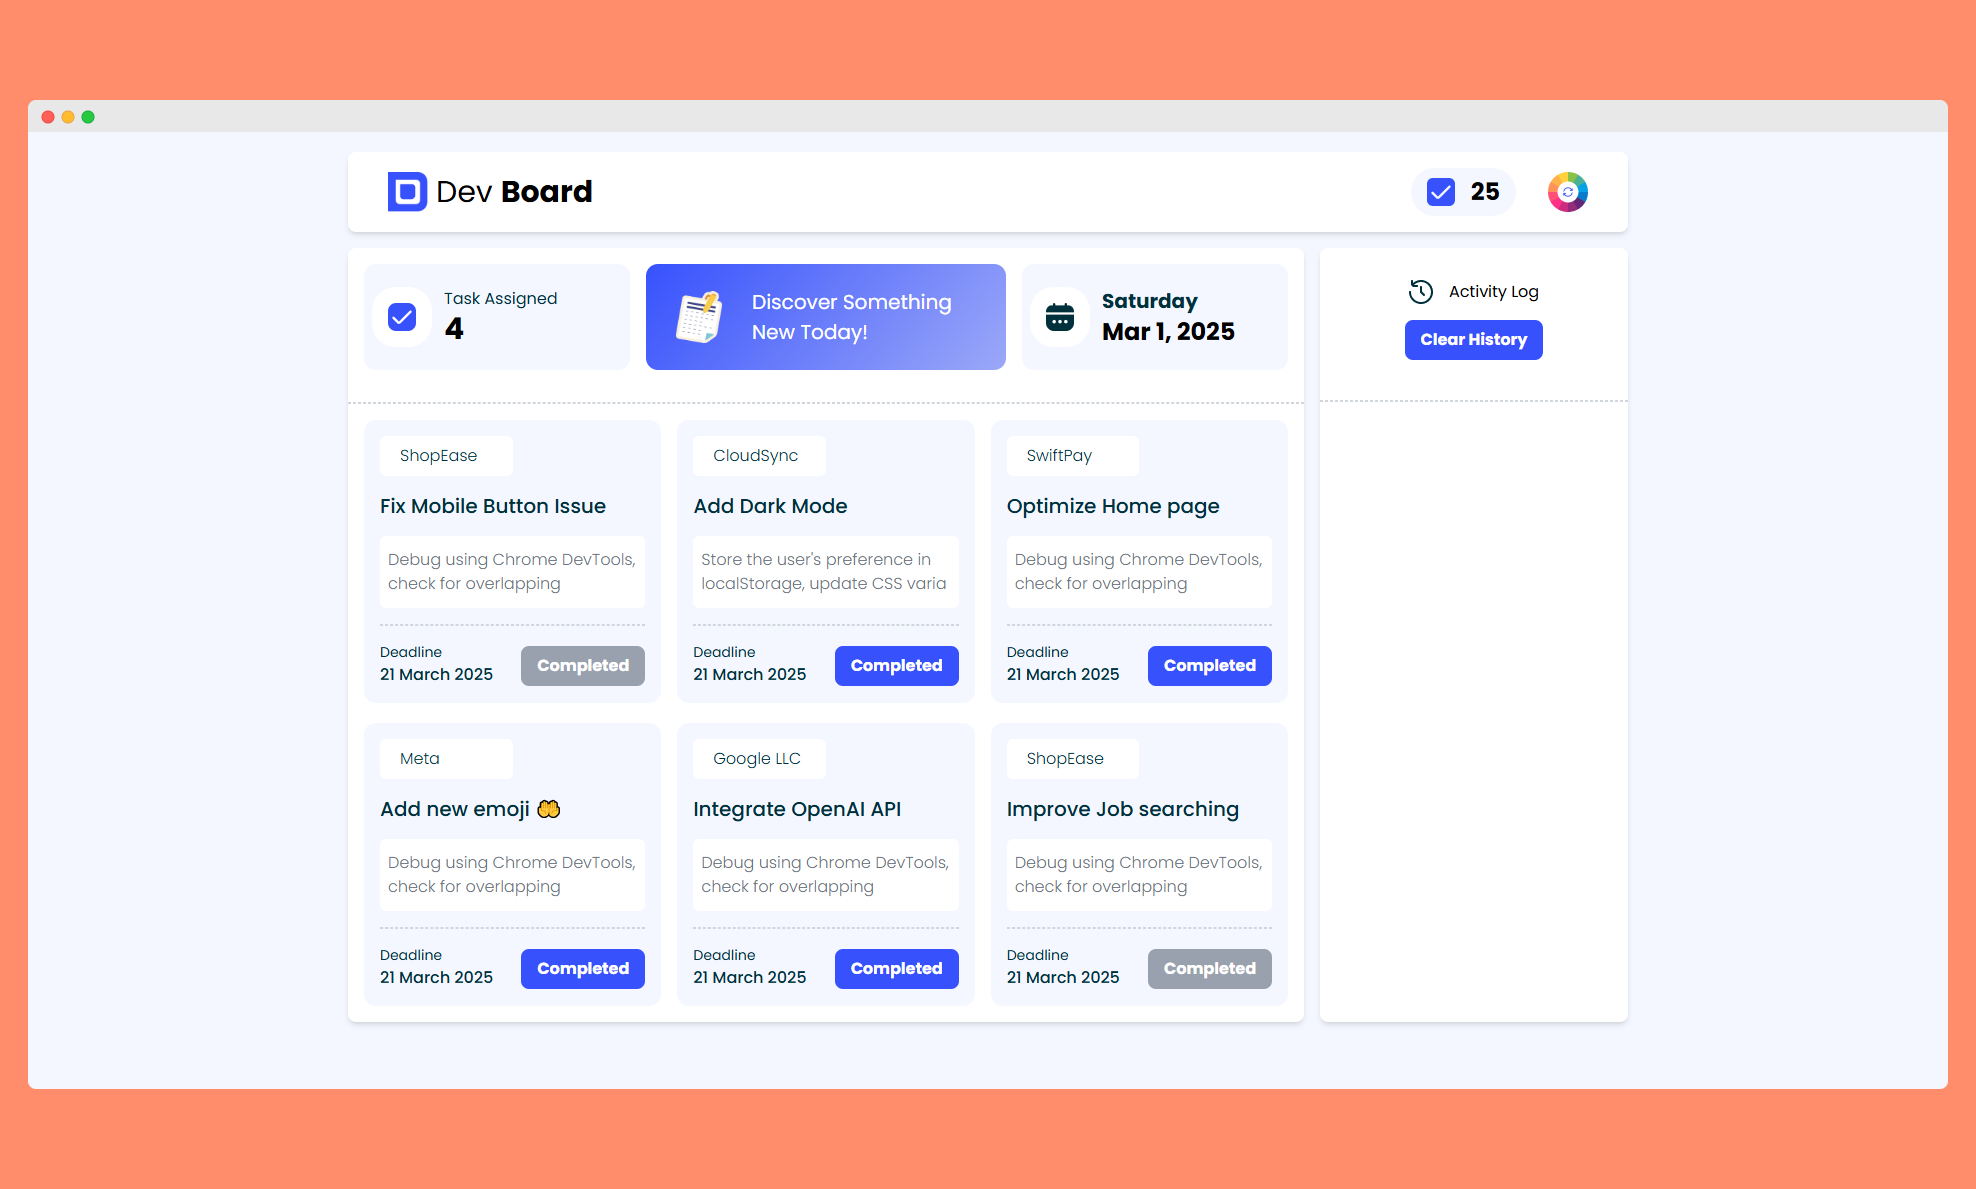 Dev Board
25
Task Assigned
4
Discover Something
New Today!
Saturday
Mar 1, 2025
Activity Log
Clear History
ShopEase
Fix Mobile Button Issue
Debug using Chrome DevTools,
check for overlapping
Deadline
21 March 2025
Completed
CloudSync
Add Dark Mode
Store the user's preference in
localStorage, update CSS varia
Deadline
21 March 2025
Completed
SwiftPay
Optimize Home page
Debug using Chrome DevTools,
check for overlapping
Deadline
21 March 2025
Completed
Meta
Add new emoji 🤲
Debug using Chrome DevTools,
check for overlapping
Deadline
21 March 2025
Completed
Google LLC
Integrate OpenAI API
Debug using Chrome DevTools,
check for overlapping
Deadline
21 March 2025
Completed
ShopEase
Improve Job searching
Debug using Chrome DevTools,
check for overlapping
Deadline
21 March 2025
Completed